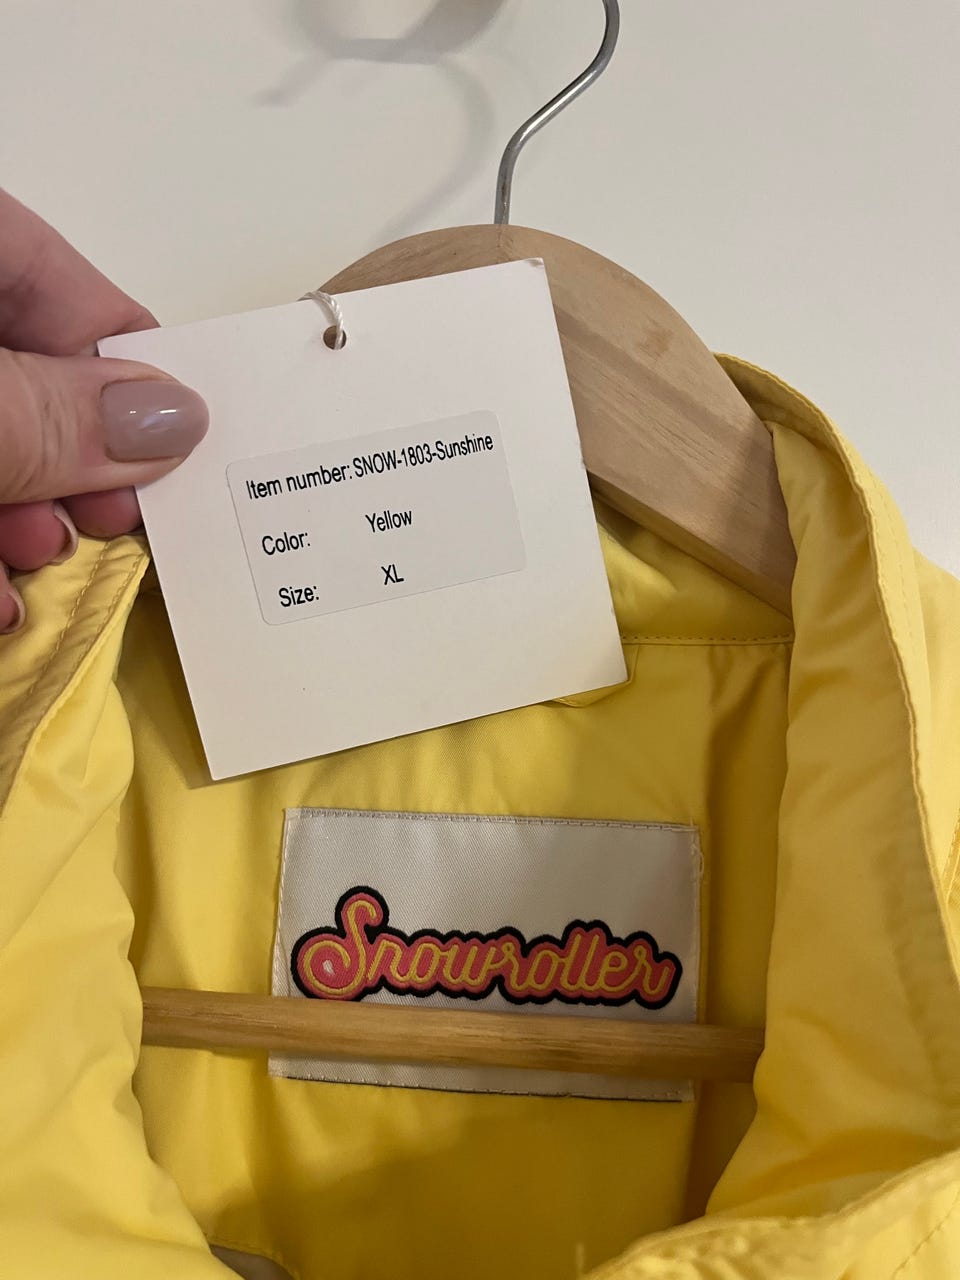 Item number: SNOW-1803-Sunshine
Color: Yellow
Size: XL
Snowroller